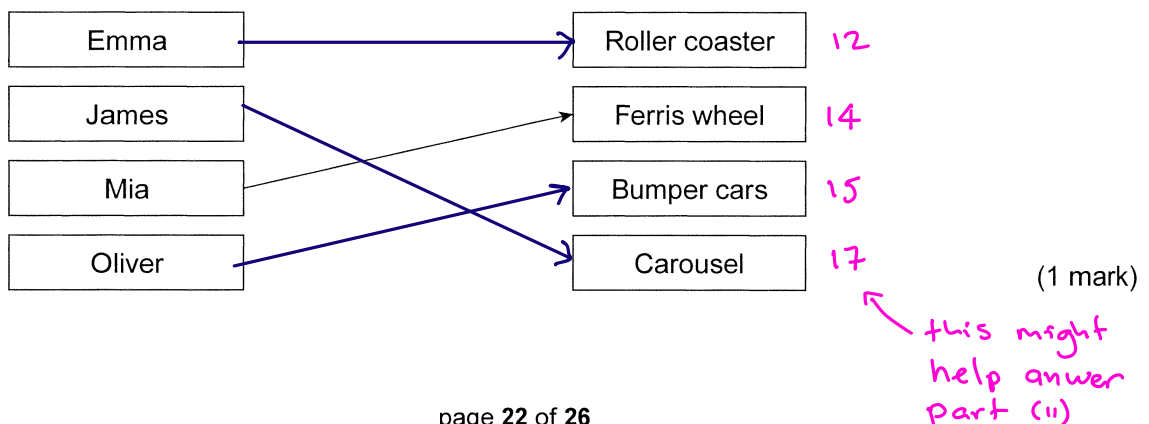 Emma Roller coaster 12
James Ferris wheel 14
Mia Bumper cars 15
Oliver Carousel 17
(1 mark)
this might
help anwer
part (11)
page 22 of 26